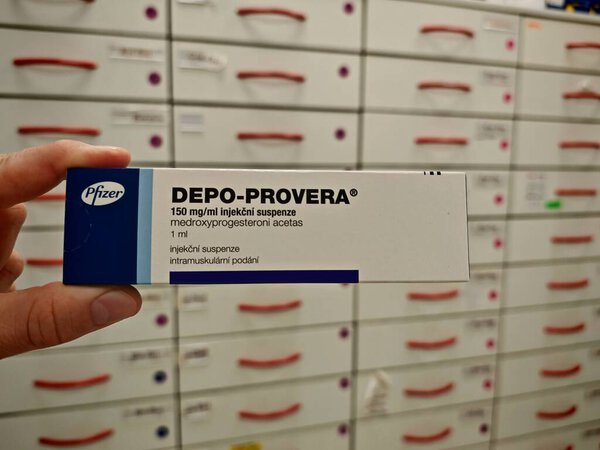 Pfizer
DEPO-PROVERA®
150 mg/ml injekční suspenze
medroxyprogesteroni acetas
1 ml
injekční suspenze
intramuskulární podání